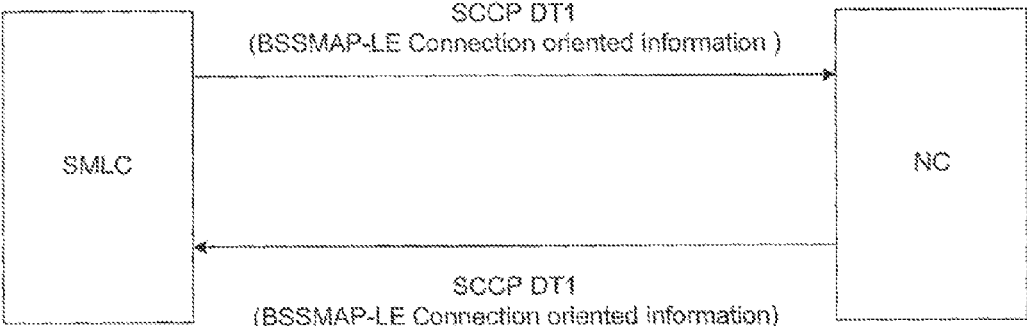 SCCP DT1
(BSSMAP-LE Connection oriented information )
SMLC
NC
SCCP DT1
(BSSMAP-LE Connection oriented information)